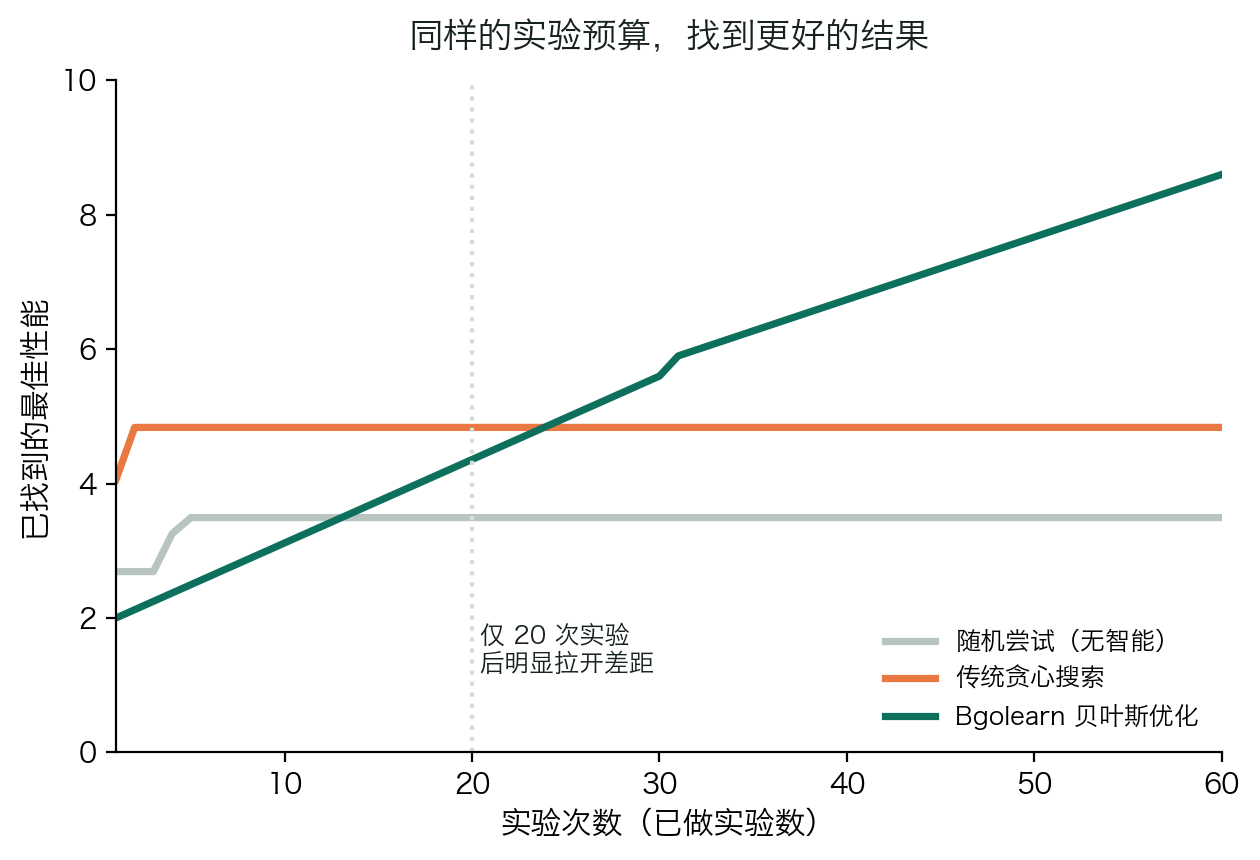 同样的实验预算，找到更好的结果
已找到的最佳性能
10
8
6
4
2
0
仅 20 次实验
后明显拉开差距
随机尝试（无智能）
传统贪心搜索
Bgolearn 贝叶斯优化
10
20
30
40
50
60
实验次数（已做实验数）